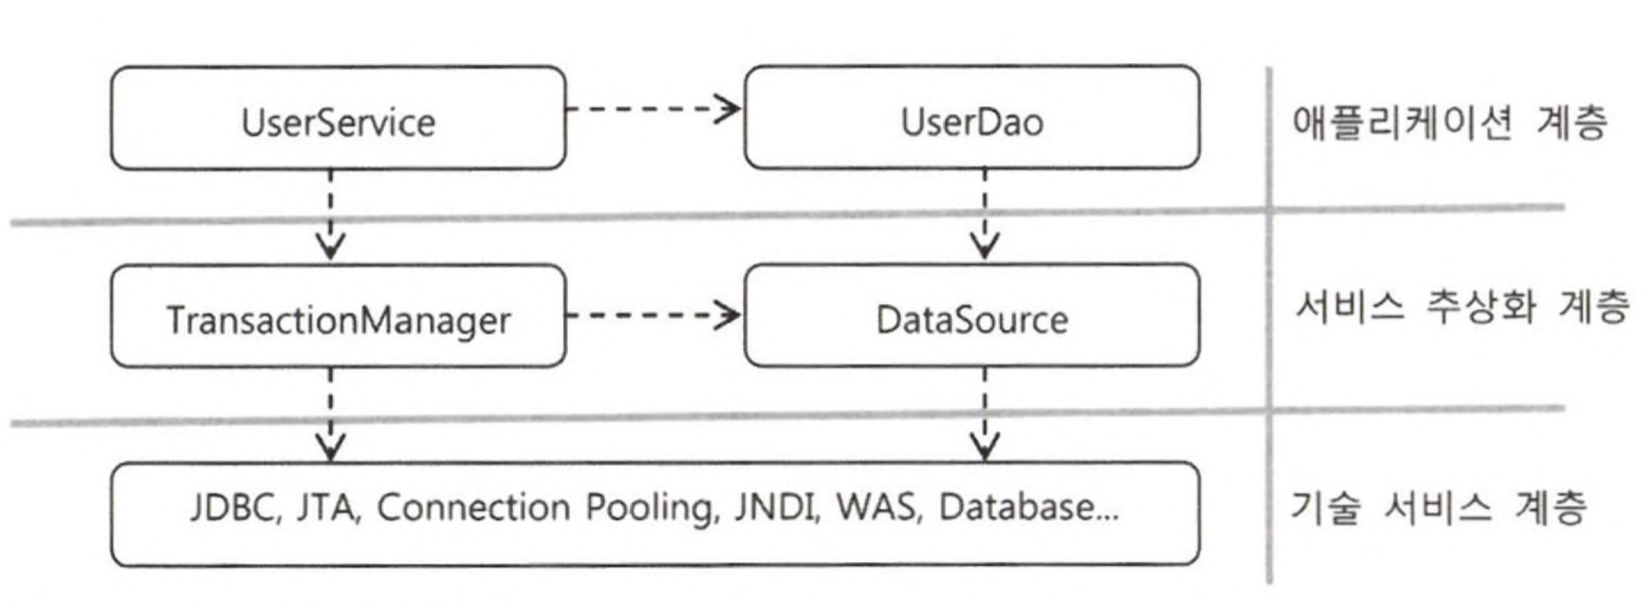 UserService
UserDao
애플리케이션 계층
TransactionManager
DataSource
서비스 추상화 계층
JDBC, JTA, Connection Pooling, JNDI, WAS, Database...
기술 서비스 계층